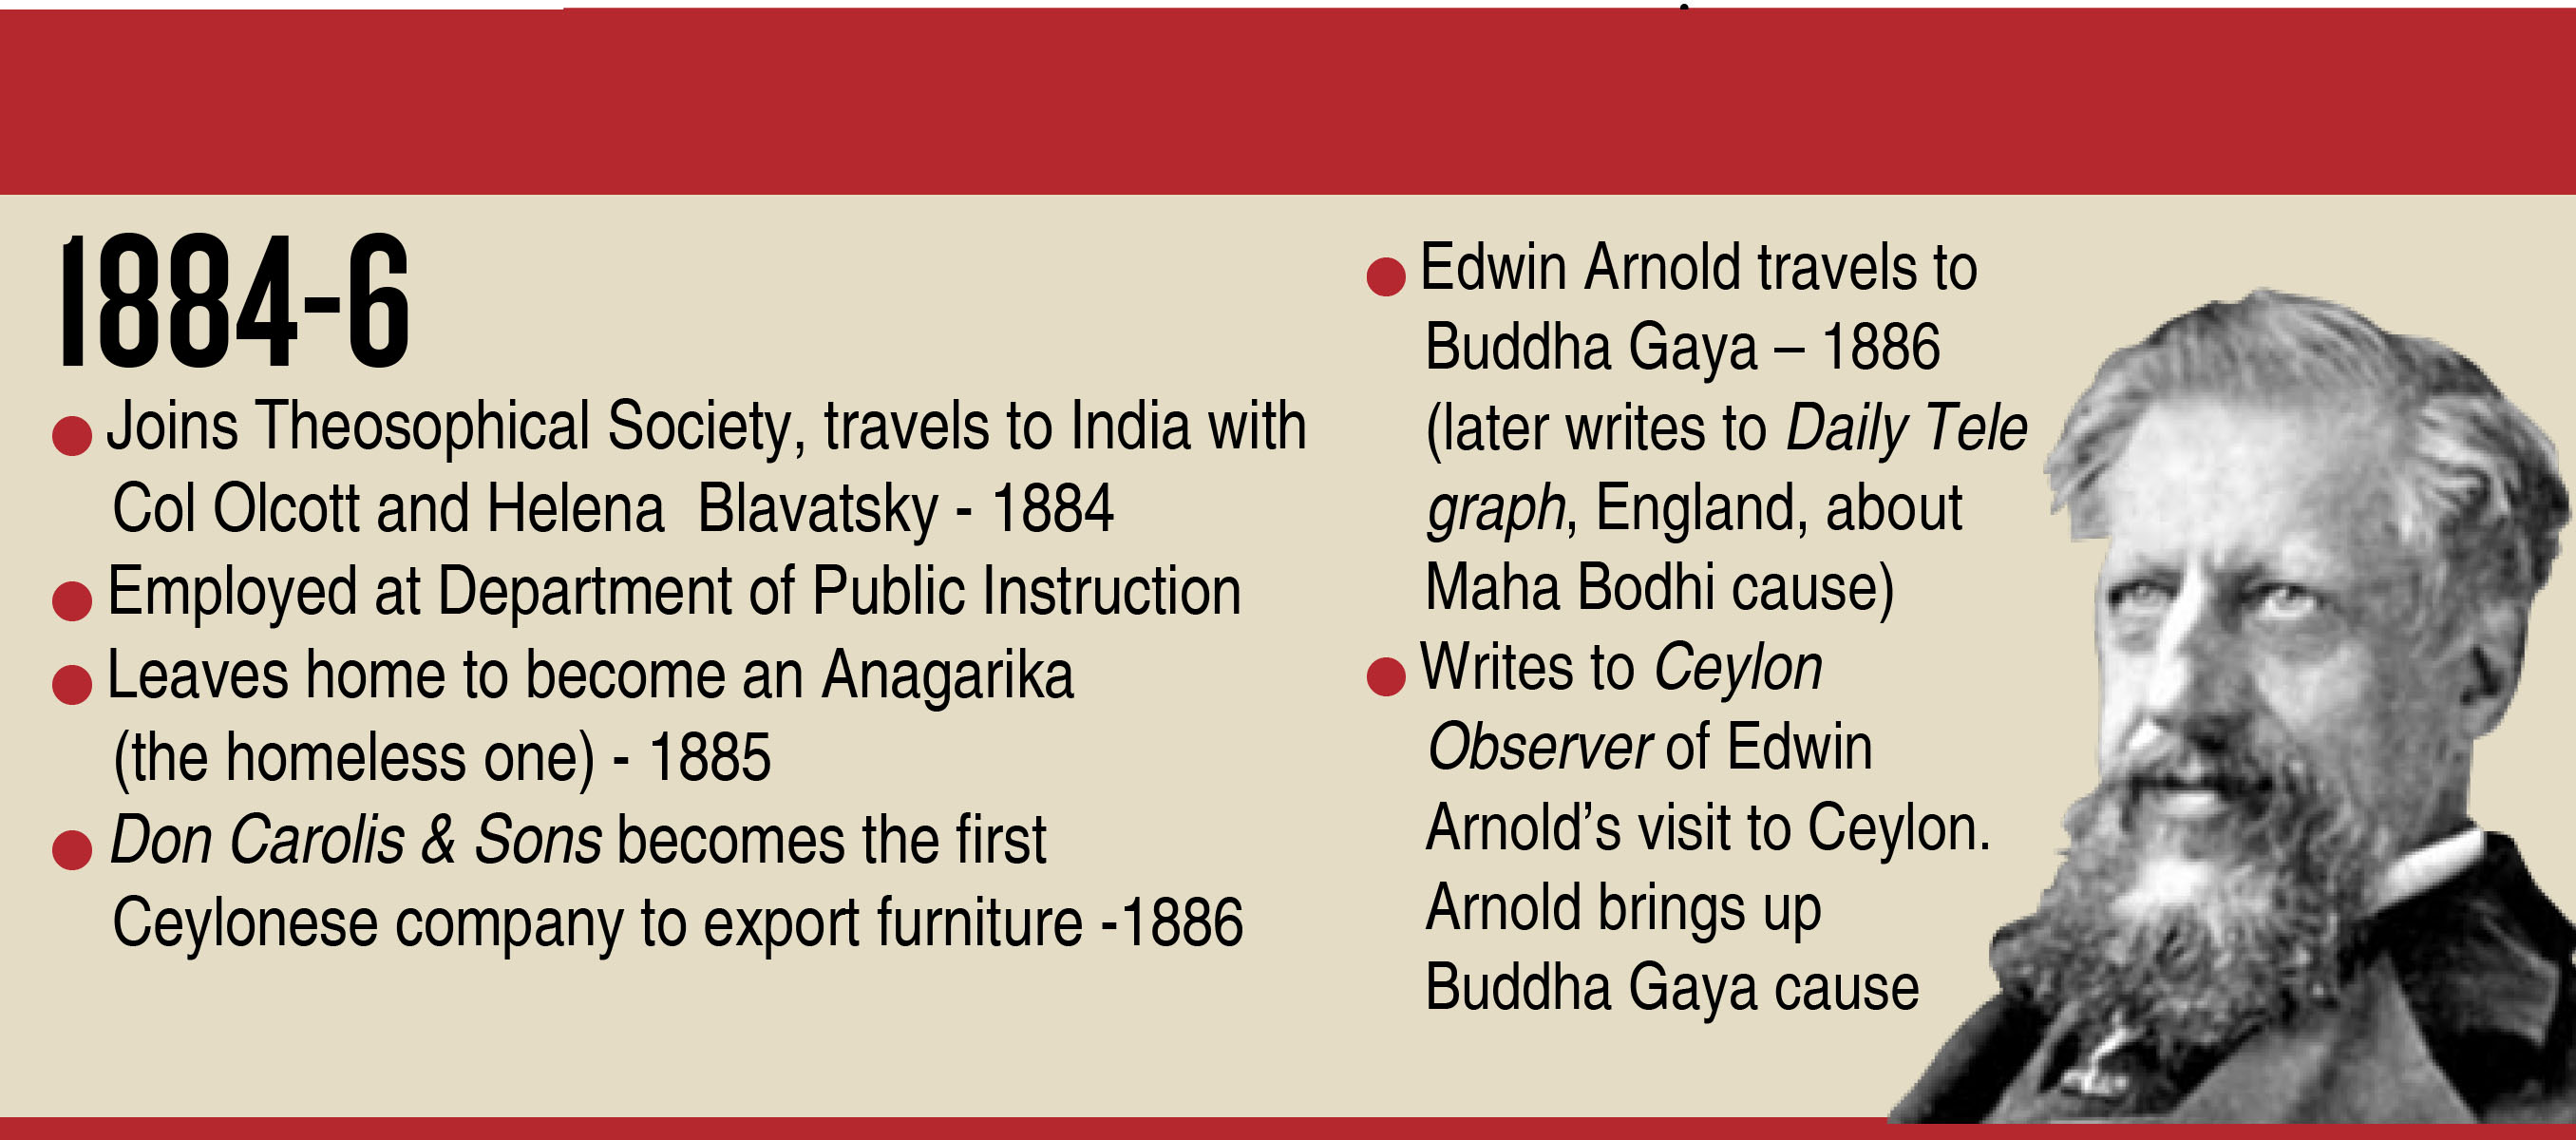 1884-6
Joins Theosophical Society, travels to India with
Col Olcott and Helena  Blavatsky - 1884
Employed at Department of Public Instruction
Leaves home to become an Anagarika
(the homeless one) - 1885
Don Carolis & Sons becomes the first
Ceylonese company to export furniture -1886
Edwin Arnold travels to
Buddha Gaya – 1886
(later writes to Daily Tele
graph, England, about
Maha Bodhi cause)
Writes to Ceylon
Observer of Edwin
Arnold’s visit to Ceylon.
Arnold brings up
Buddha Gaya cause